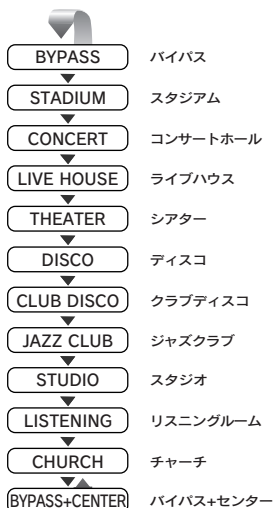 BYPASS バイパス
STADIUM スタジアム
CONCERT コンサートホール
LIVE HOUSE ライブハウス
THEATER シアター
DISCO ディスコ
CLUB DISCO クラブディスコ
JAZZ CLUB ジャズクラブ
STUDIO スタジオ
LISTENING リスニングルーム
CHURCH チャーチ
BYPASS+CENTER バイパス+センター